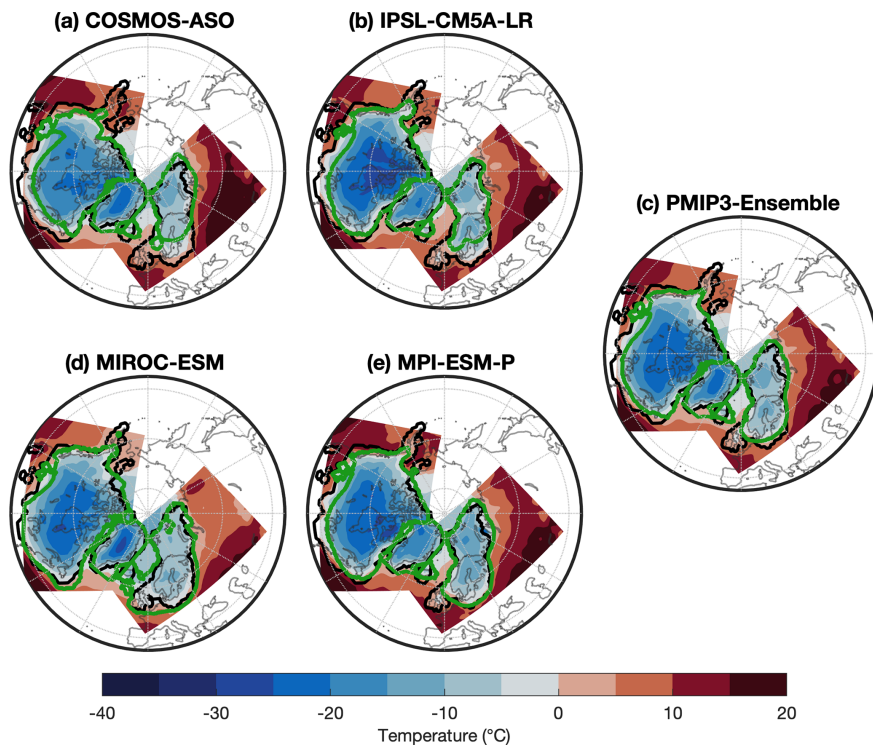 (a) COSMOS-ASO
(b) IPSL-CM5A-LR
(c) PMIP3-Ensemble
(d) MIROC-ESM
(e) MPI-ESM-P
-40 -30 -20 -10 0 10 20
Temperature (°C)